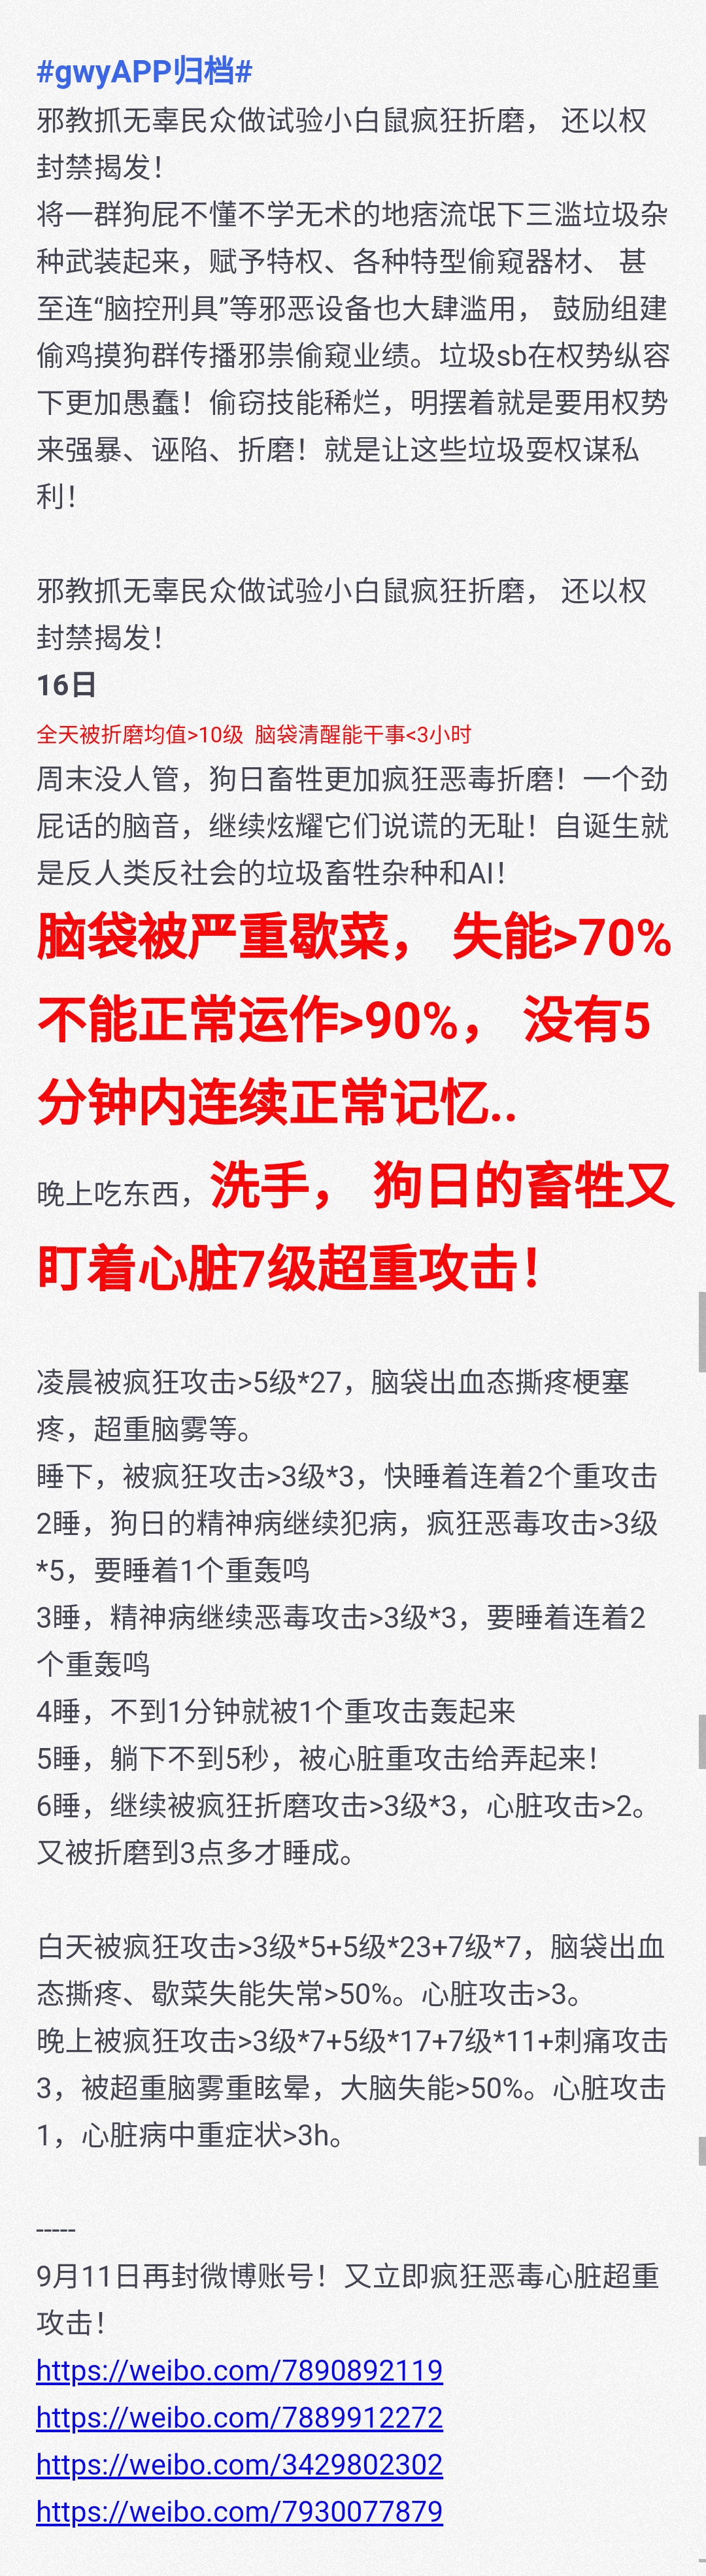 #gwyAPP归档#
邪教抓无辜民众做试验小白鼠疯狂折磨， 还以权
封禁揭发！
将一群狗屁不懂不学无术的地痞流氓下三滥垃圾杂
种武装起来，赋予特权、各种特型偷窥器材、 甚
至连“脑控刑具”等邪恶设备也大肆滥用， 鼓励组建
偷鸡摸狗群传播邪祟偷窥业绩。垃圾sb在权势纵容
下更加愚蠢！偷窃技能稀烂，明摆着就是要用权势
来强暴、诬陷、折磨！就是让这些垃圾耍权谋私
利！
邪教抓无辜民众做试验小白鼠疯狂折磨， 还以权
封禁揭发！
16日
全天被折磨均值>10级 脑袋清醒能干事<3小时
周末没人管，狗日畜牲更加疯狂恶毒折磨！一个劲
屁话的脑音，继续炫耀它们说谎的无耻！自诞生就
是反人类反社会的垃圾畜牲杂种和AI！
脑袋被严重歇菜， 失能>70%
不能正常运作>90%， 没有5
分钟内连续正常记忆..
晚上吃东西，洗手， 狗日的畜牲又
盯着心脏7级超重攻击！
凌晨被疯狂攻击>5级*27，脑袋出血态撕疼梗塞
疼，超重脑雾等。
睡下，被疯狂攻击>3级*3，快睡着连着2个重攻击
2睡，狗日的精神病继续犯病，疯狂恶毒攻击>3级
*5，要睡着1个重轰鸣
3睡，精神病继续恶毒攻击>3级*3，要睡着连着2
个重轰鸣
4睡，不到1分钟就被1个重攻击轰起来
5睡，躺下不到5秒，被心脏重攻击给弄起来！
6睡，继续被疯狂折磨攻击>3级*3，心脏攻击>2。
又被折磨到3点多才睡成。
白天被疯狂攻击>3级*5+5级*23+7级*7，脑袋出血
态撕疼、歇菜失能失常>50%。心脏攻击>3。
晚上被疯狂攻击>3级*7+5级*17+7级*11+刺痛攻击
3，被超重脑雾重眩晕，大脑失能>50%。心脏攻击
1，心脏病中重症状>3h。
-----
9月11日再封微博账号！又立即疯狂恶毒心脏超重
攻击！
https://weibo.com/7890892119
https://weibo.com/7889912272
https://weibo.com/3429802302
https://weibo.com/7930077879